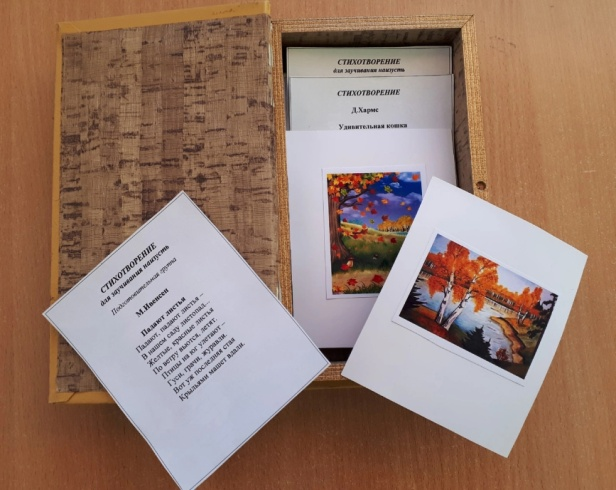 СТИХОТВОРЕНИЕ
для заучивания наизусть
СТИХОТВОРЕНИЕ
Д.Хармс
Удивительная кошка
СТИХОТВОРЕНИЕ
для заучивания наизусть
Подготовительная группа
М.Ивенсен
Падают листья
Падают, падают листья –
В нашем саду листопад...
Желтые, красные листья
По ветру вьются, летят.
Птицы на юг улетают –
Гуси, грачи, журавли.
Вот уж последняя стая
Крыльями машет вдали.